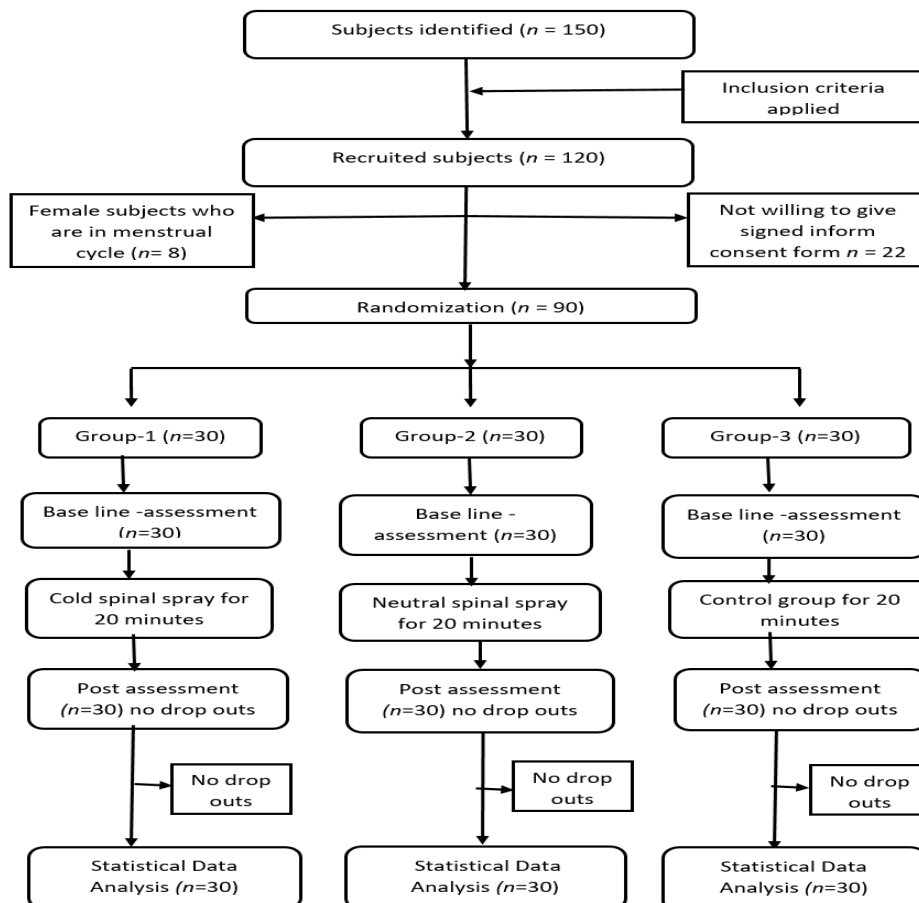 Subjects identified (n = 150)
Inclusion criteria
applied
Recruited subjects (n = 120)
Female subjects who
are in menstrual
cycle (n= 8)
Not willing to give
signed inform
consent form n = 22
Randomization (n = 90)
Group-1 (n=30)
Group-2 (n=30)
Group-3 (n=30)
Base line -assessment
(n=30)
Base line -
assessment (n=30)
Base line -assessment
(n=30)
Cold spinal spray for
20 minutes
Neutral spinal spray
for 20 minutes
Control group for 20
minutes
Post assessment
(n=30) no drop outs
Post assessment
(n=30) no drop outs
Post assessment
(n=30) no drop outs
No drop
outs
No drop
outs
No drop
outs
Statistical Data
Analysis (n=30)
Statistical Data
Analysis (n=30)
Statistical Data
Analysis (n=30)